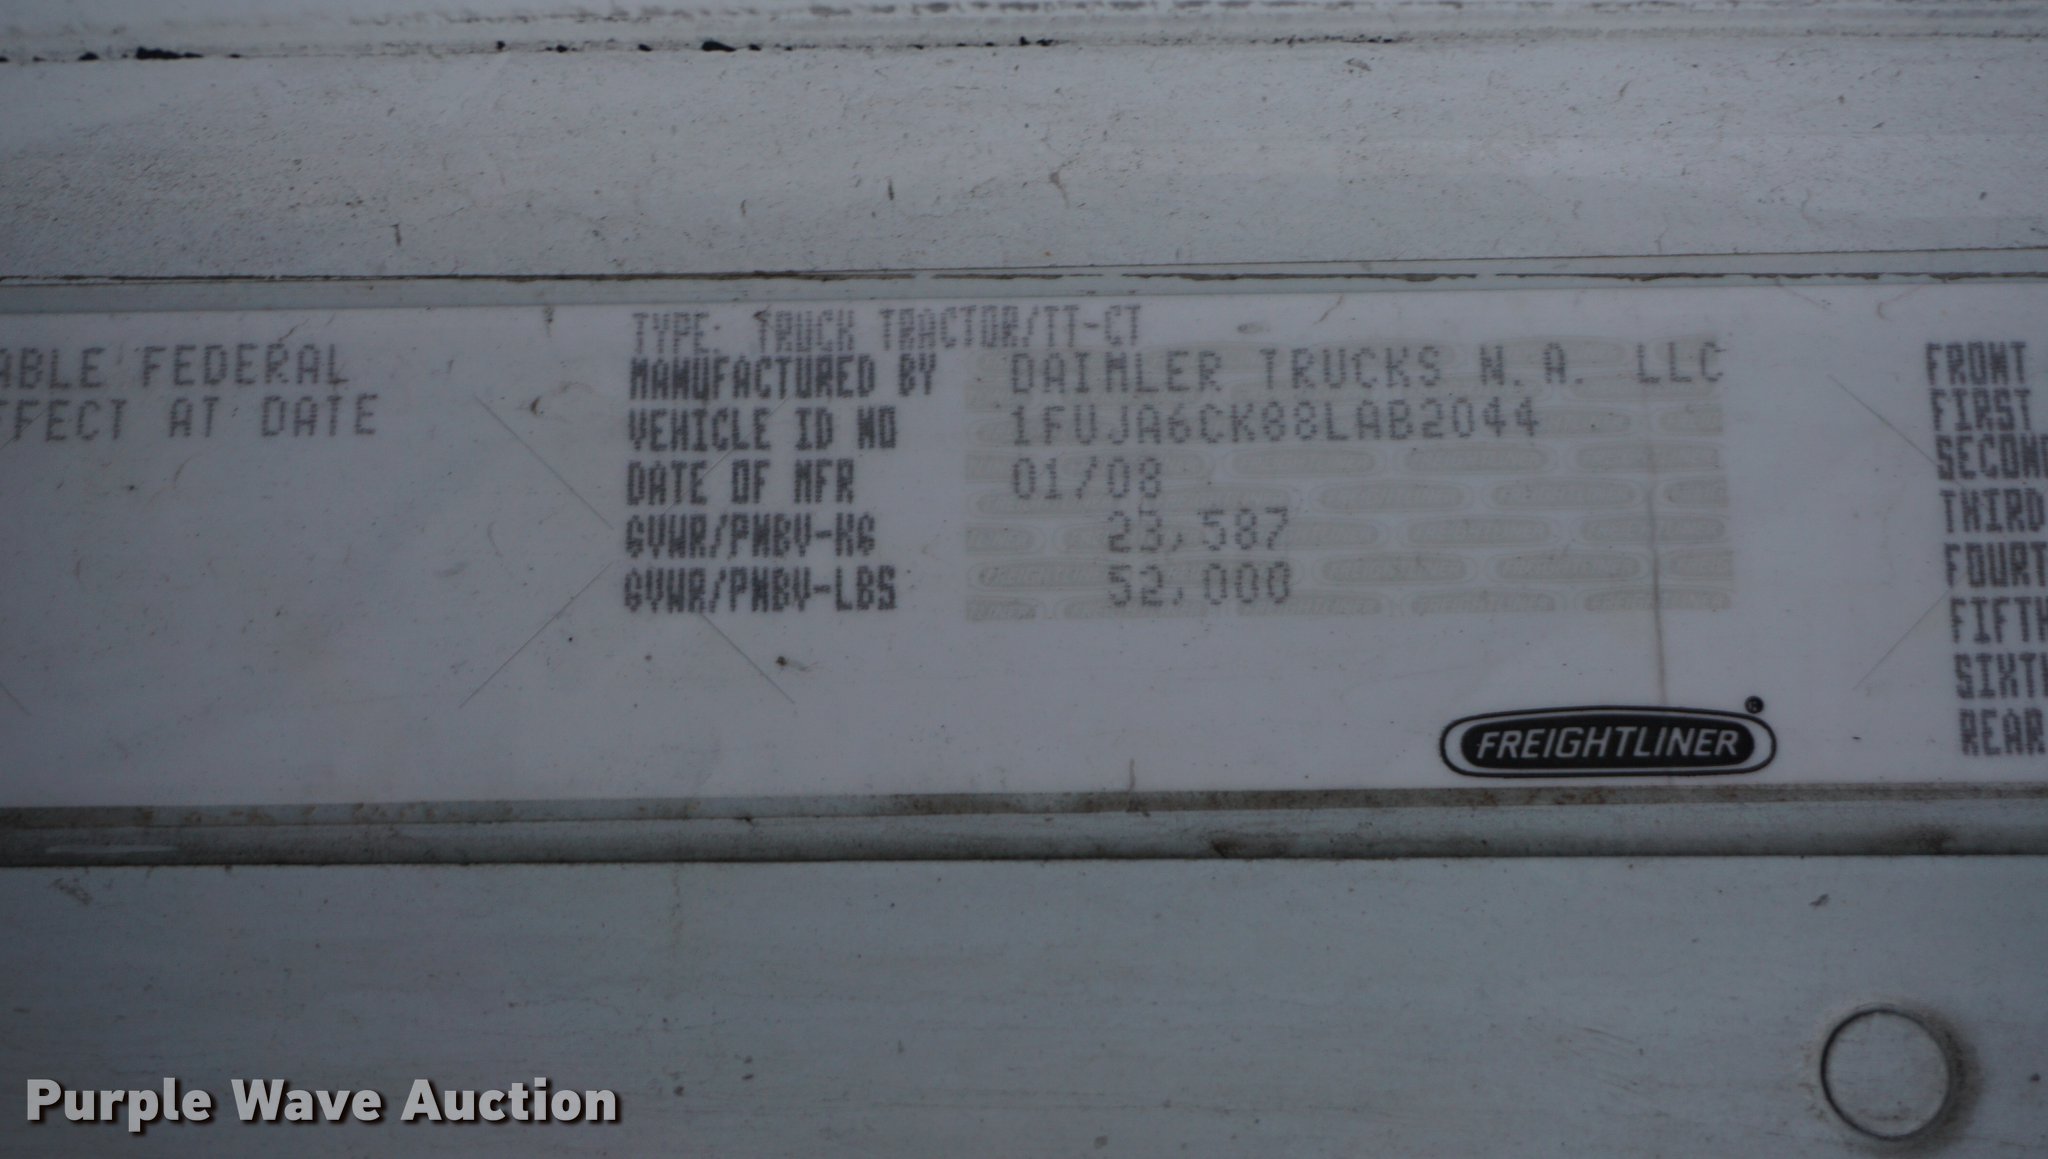 ABLE FEDERAL
FFECT AT DATE
TYPE: TRUCK TRACTOR/TT-CT
MANUFACTURED BY DAIMLER TRUCKS N.A. LLC
VEHICLE ID NO 1FUJA6CK88LAB2044
DATE OF MFR 01/08
GVWR/PNBV-KG 23,587
GVWR/PNBV-LBS 52,000
FREIGHTLINER®
FRONT
FIRST
SECOND
THIRD
FOURT
FIFTH
SIXTH
REAR
Purple Wave Auction